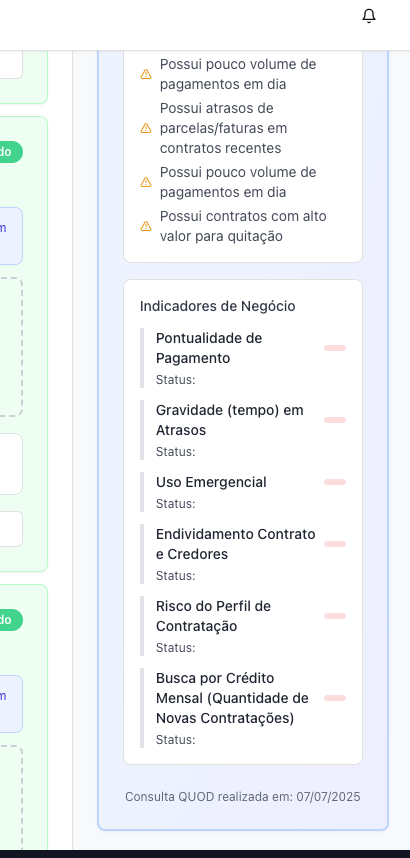 Possui pouco volume de
pagamentos em dia
Possui atrasos de
parcelas/faturas em
contratos recentes
Possui pouco volume de
pagamentos em dia
Possui contratos com alto
valor para quitação
do
m
Indicadores de Negócio
Pontualidade de
Pagamento
Status:
Gravidade (tempo) em
Atrasos
Status:
Uso Emergencial
Status:
Endividamento Contrato
e Credores
Status:
Risco do Perfil de
Contratação
Status:
do
m
Busca por Crédito
Mensal (Quantidade de
Novas Contratações)
Status:
Consulta QUOD realizada em: 07/07/2025